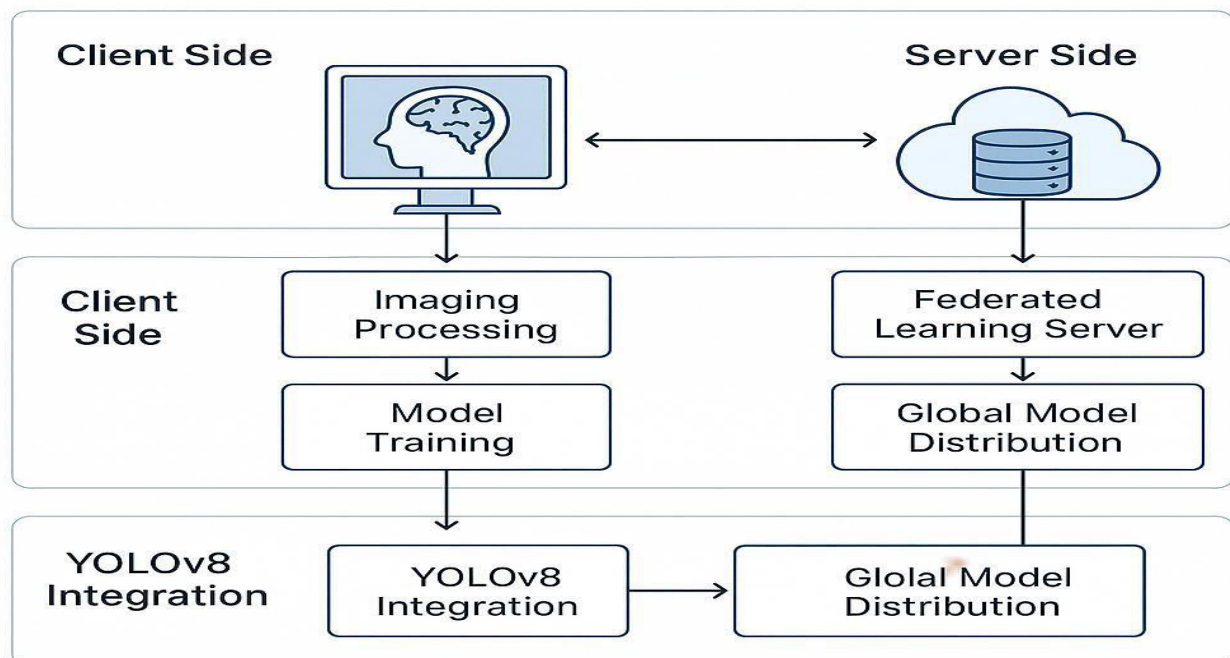 Client Side
Server Side
Client
Side
Imaging
Processing
Federated
Learning Server
Model
Training
Global Model
Distribution
YOLOv8
Integration
YOLOv8
Integration
Glolal Model
Distribution